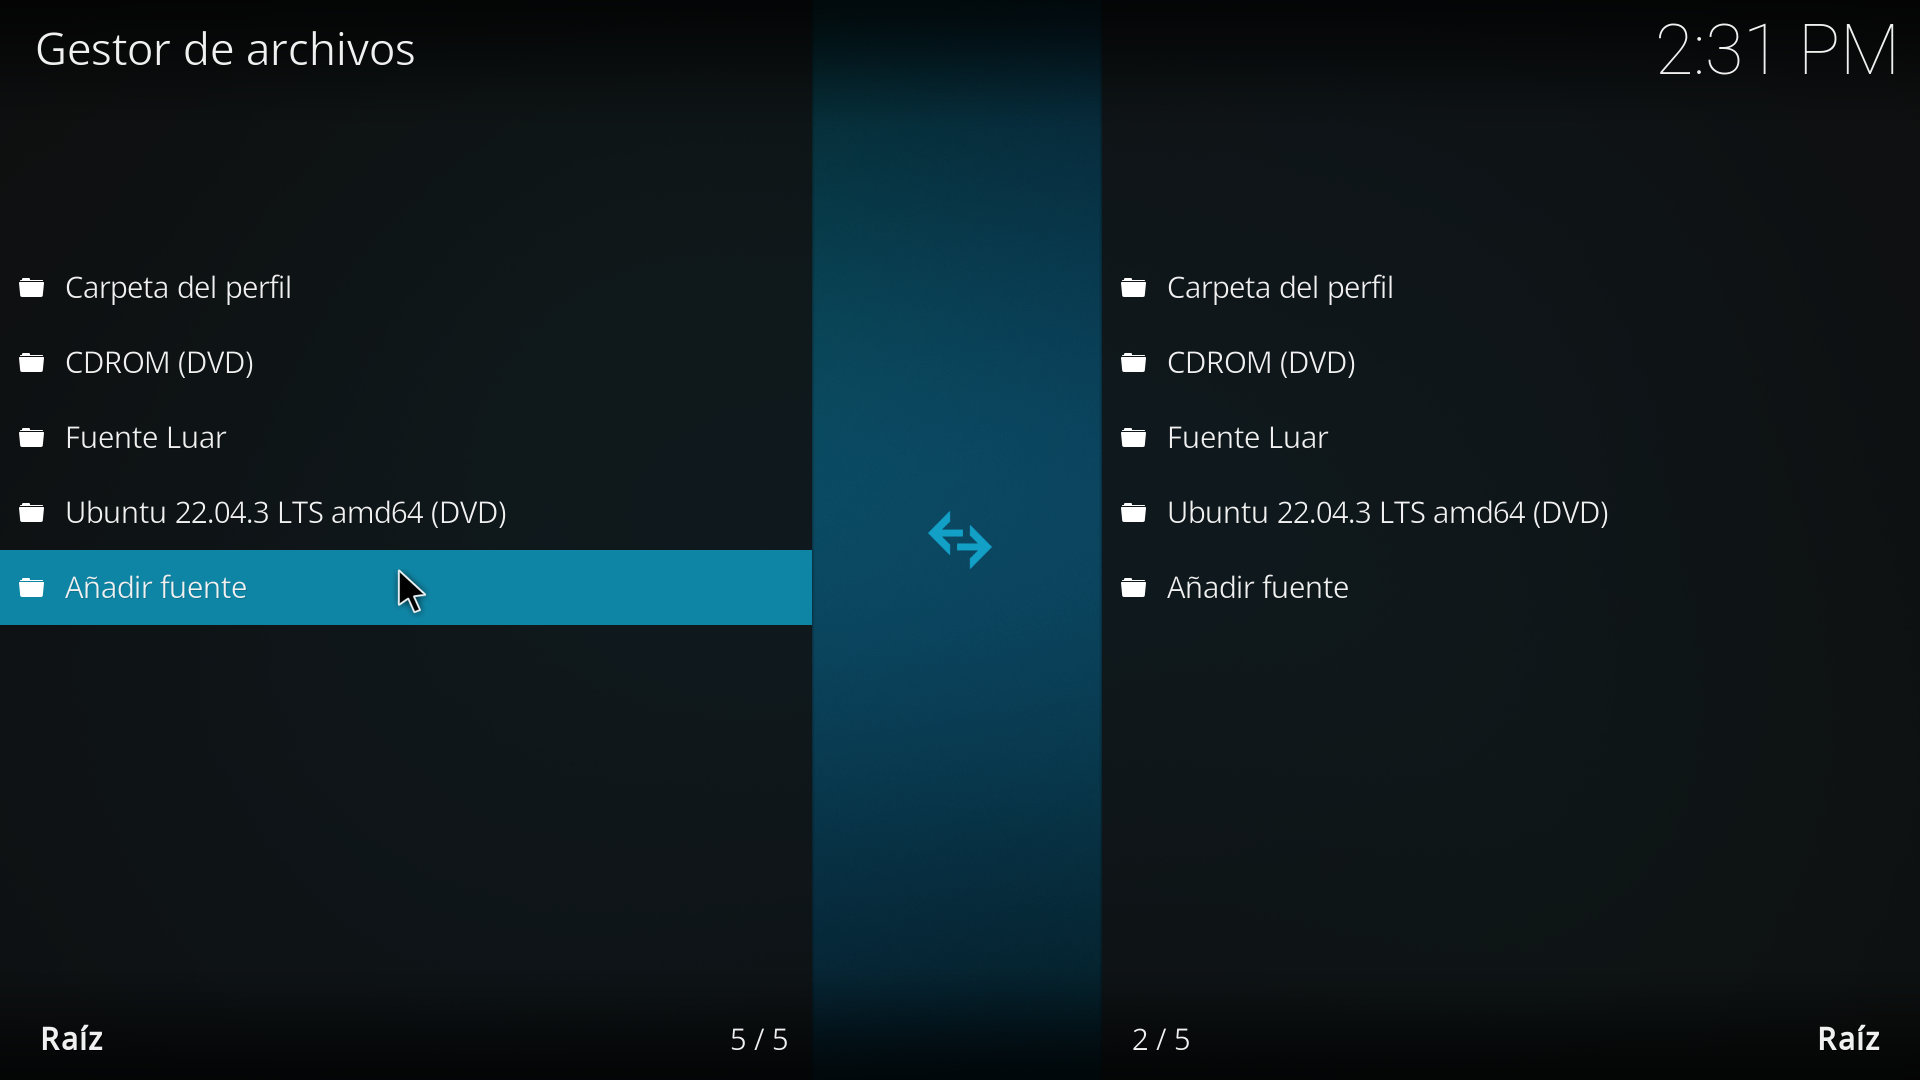 Gestor de archivos
2:31 PM
Carpeta del perfil
CDROM (DVD)
Fuente Luar
Ubuntu 22.04.3 LTS amd64 (DVD)
Añadir fuente
Carpeta del perfil
CDROM (DVD)
Fuente Luar
Ubuntu 22.04.3 LTS amd64 (DVD)
Añadir fuente
Raíz
5 / 5
2 / 5
Raíz